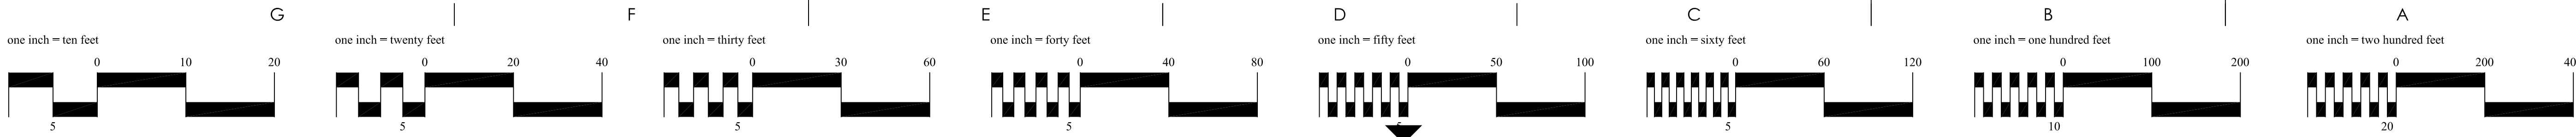 G F E D C B A
one inch = ten feet one inch = twenty feet one inch = thirty feet one inch = forty feet one inch = fifty feet one inch = sixty feet one inch = one hundred feet one inch = two hundred feet
0 10 20 0 20 40 0 30 60 0 40 80 0 50 100 0 60 120 0 100 200 0 200
5 5 5 5 5 10 20